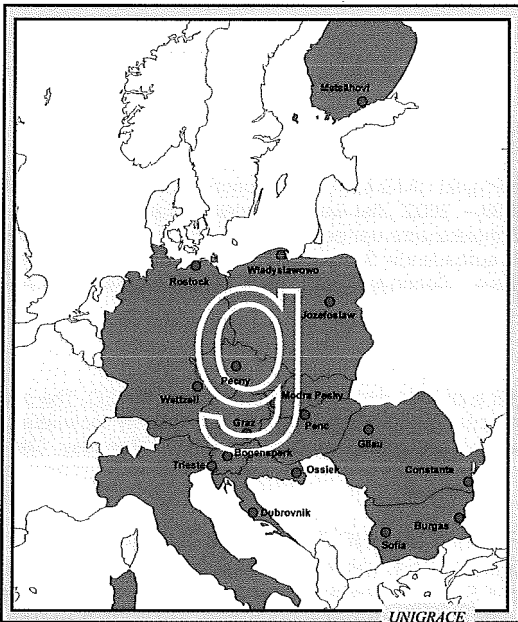 Metsähovi
Wladyslawowo
Rostock
Jozefoslaw
g
Pecny
Wettzell
Modra Pesky
Graz
Penc
Gilau
Bogensperk
Trieste
Ossiek
Constanta
Dubrovnik
Burgas
Sofia
UNIGRACE